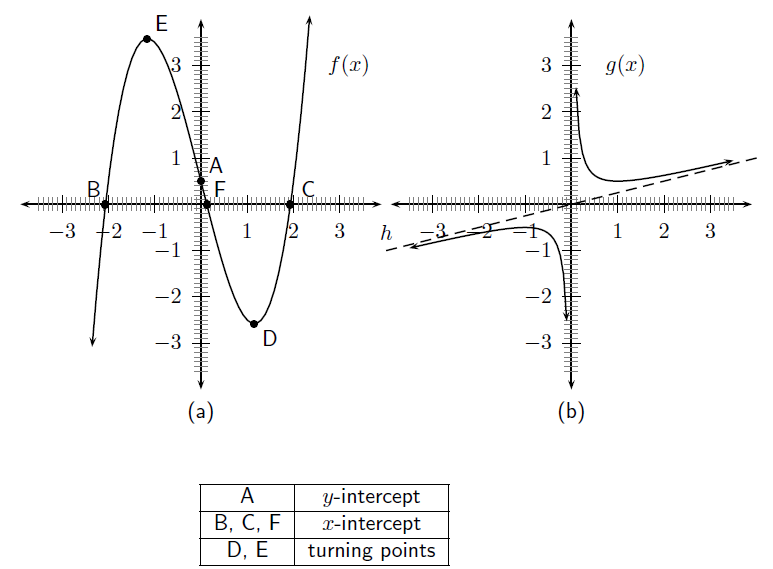 E
3
f(x)
2
1
A
B
F
C
−3 −2 −1 1 2 3
−1
−2
−3
D
(a)
3
g(x)
2
1
h
−3 −2 −1 1 2 3
−1
−2
−3
(b)
A y-intercept
B, C, F x-intercept
D, E turning points